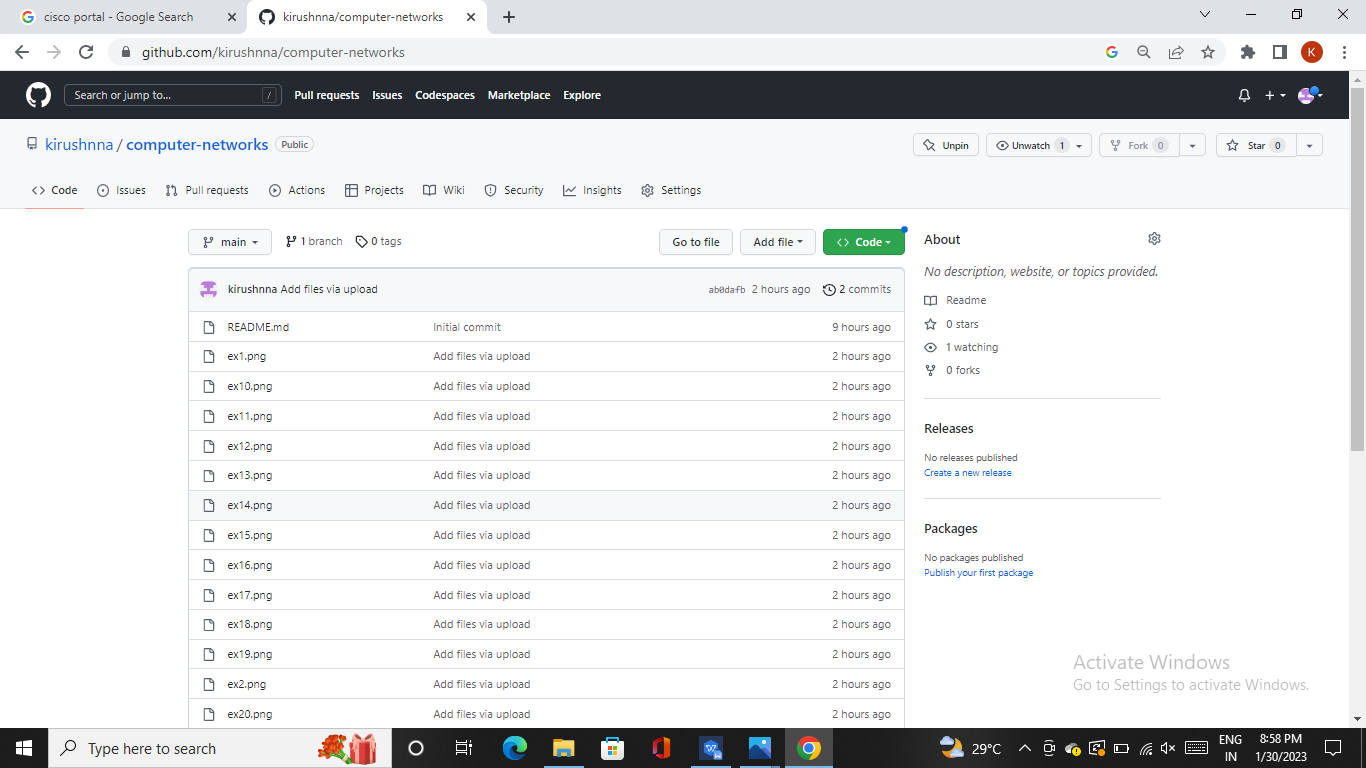 cisco portal - Google Search
kirushnna/computer-networks
github.com/kirushnna/computer-networks
K
Search or jump to...
/
Pull requests Issues Codespaces Marketplace Explore
kirushnna / computer-networks Public
Unpin Unwatch 1 Fork 0 Star 0
Code Issues Pull requests Actions Projects Wiki Security Insights Settings
main 1 branch 0 tags
Go to file Add file Code
About
No description, website, or topics provided.
Readme
0 stars
1 watching
0 forks
Releases
No releases published
Create a new release
Packages
No packages published
Publish your first package
kirushnna Add files via upload ab0dafb 2 hours ago 2 commits
README.md Initial commit 9 hours ago
ex1.png Add files via upload 2 hours ago
ex10.png Add files via upload 2 hours ago
ex11.png Add files via upload 2 hours ago
ex12.png Add files via upload 2 hours ago
ex13.png Add files via upload 2 hours ago
ex14.png Add files via upload 2 hours ago
ex15.png Add files via upload 2 hours ago
ex16.png Add files via upload 2 hours ago
ex17.png Add files via upload 2 hours ago
ex18.png Add files via upload 2 hours ago
ex19.png Add files via upload 2 hours ago
ex2.png Add files via upload 2 hours ago
ex20.png Add files via upload 2 hours ago
Activate Windows
Go to Settings to activate Windows.
Type here to search
29°C
ENG
IN
8:58 PM
1/30/2023